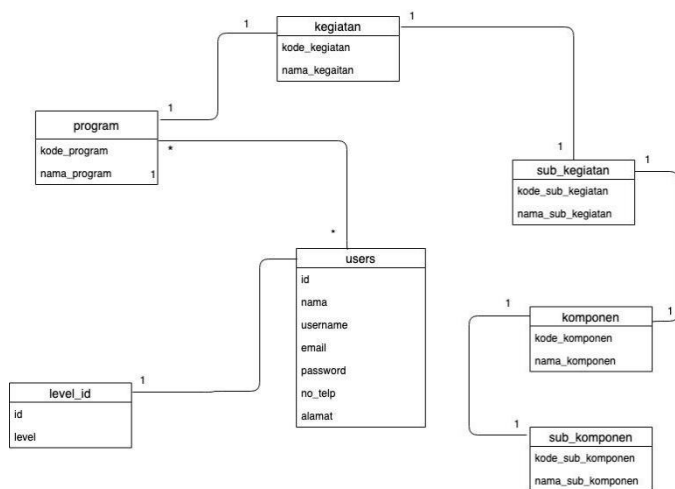 1
kegiatan
1
kode_kegiatan
nama_kegaitan
1
program
*
kode_program
nama_program 1
1
1
sub_kegiatan
kode_sub_kegiatan
nama_sub_kegiatan
*
users
id
nama
username
email
password
no_telp
alamat
1
komponen
1
kode_komponen
nama_komponen
1
level_id
id
level
1
sub_komponen
kode_sub_komponen
nama_sub_komponen